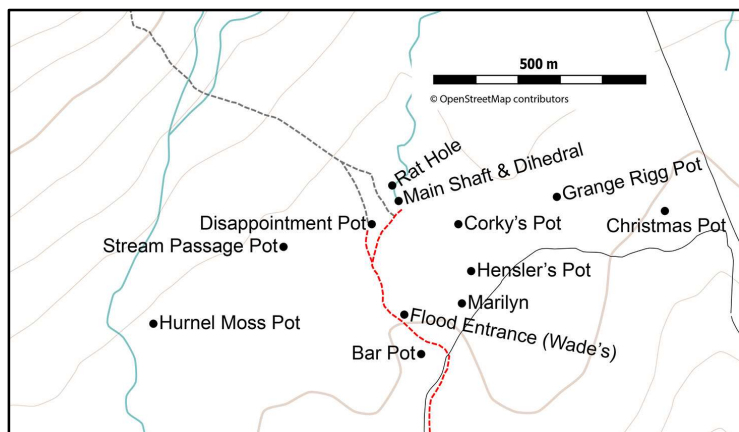 500 m
© OpenStreetMap contributors
Rat Hole
Main Shaft & Dihedral
Grange Rigg Pot
Disappointment Pot
Corky's Pot
Christmas Pot
Stream Passage Pot
Hensler's Pot
Marilyn
Hurnel Moss Pot
Flood Entrance (Wade's)
Bar Pot